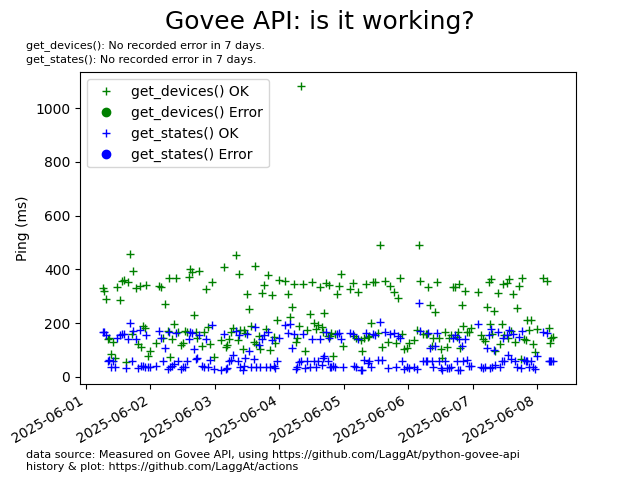 Govee API: is it working?
get_devices(): No recorded error in 7 days.
get_states(): No recorded error in 7 days.
get_devices() OK
get_devices() Error
get_states() OK
get_states() Error
Ping (ms)
1000
800
600
400
200
0
2025-06-01
2025-06-02
2025-06-03
2025-06-04
2025-06-05
2025-06-06
2025-06-07
2025-06-08
data source: Measured on Govee API, using https://github.com/LaggAt/python-govee-api
history & plot: https://github.com/LaggAt/actions